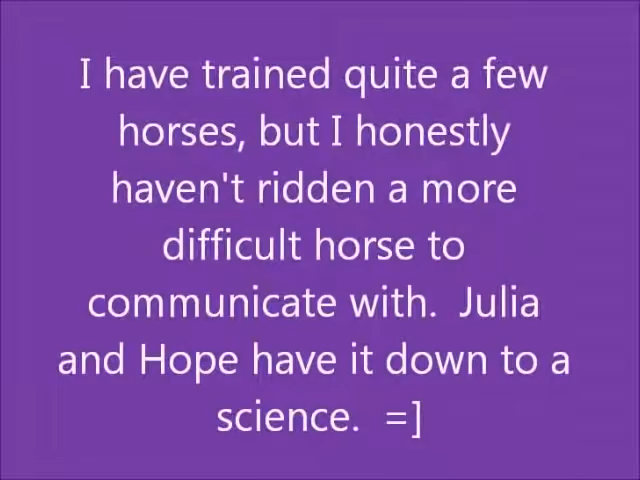 I have trained quite a few
horses, but I honestly
haven't ridden a more
difficult horse to
communicate with.  Julia
and Hope have it down to a
science.  =]